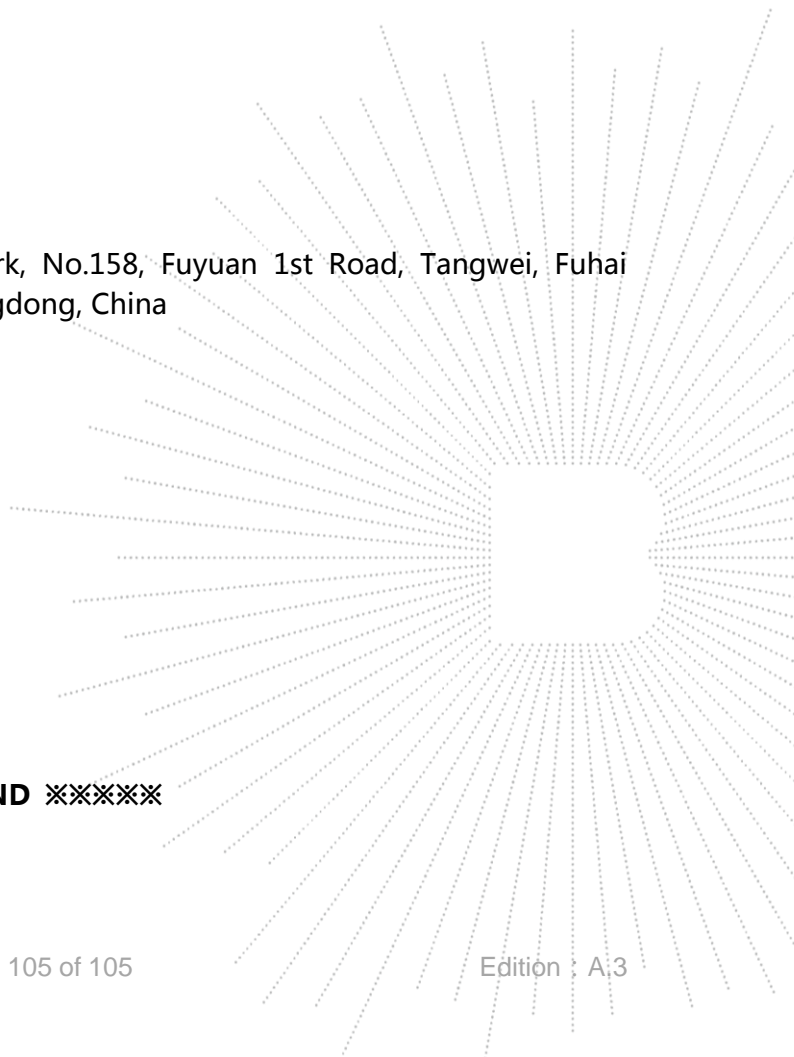 rk, No.158, Fuyuan 1st Road, Tangwei, Fuhai
gdong, China
ND ※※※※※
105 of 105 Edition：A.3